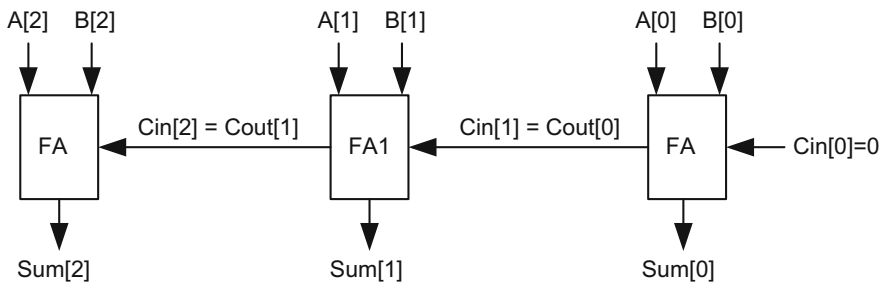 A[2] B[2] A[1] B[1] A[0] B[0]
Cin[2] = Cout[1] Cin[1] = Cout[0]
FA FA1 FA Cin[0]=0
Sum[2] Sum[1] Sum[0]